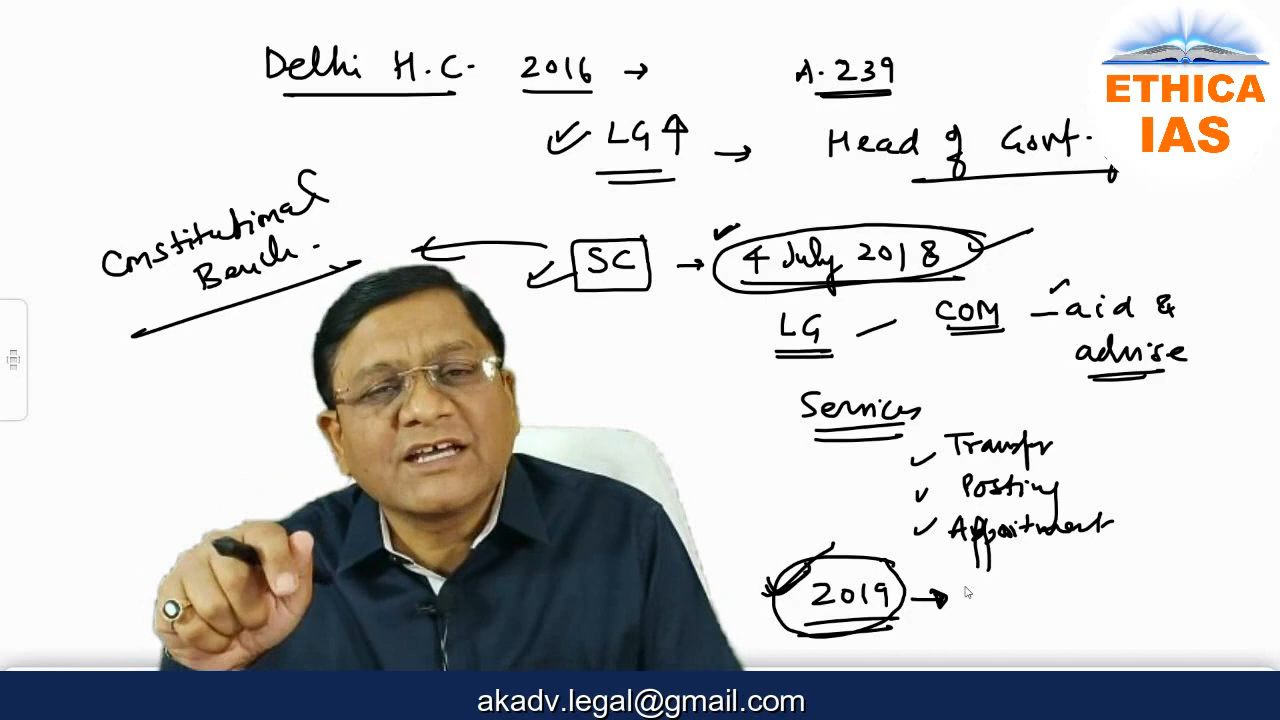 Delhi H.C. 2016 → A. 239
LG ↑ → Head of Govt.
ETHICA
IAS
Constitutional
Bench.
SC → 4 July 2018
LG — COM — aid &
advise
Services
Transfer
Posting
Appoitment
2019 →
akadv.legal@gmail.com